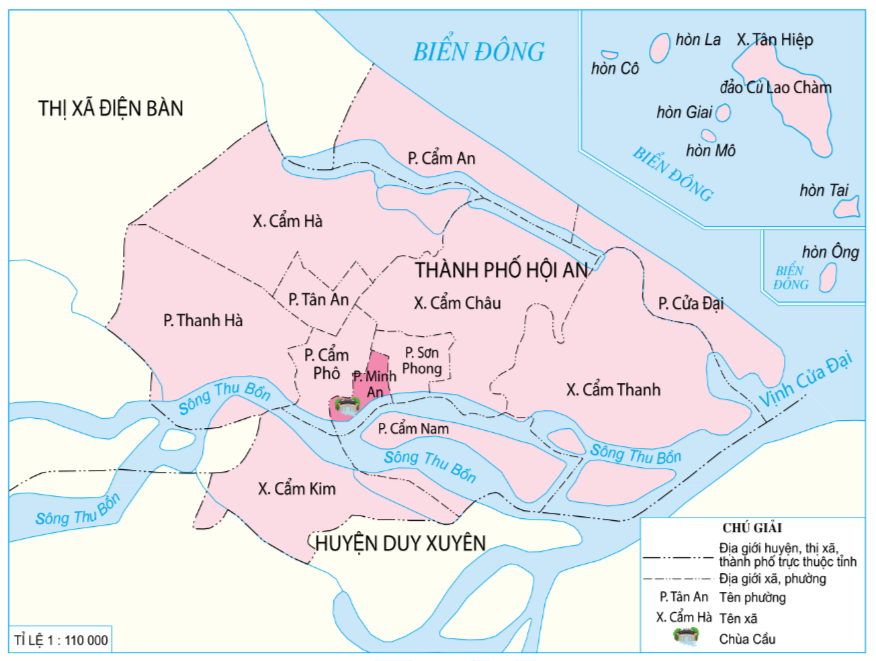 BIỂN ĐÔNG
THỊ XÃ ĐIỆN BÀN
hòn La
X. Tân Hiệp
hòn Cô
đảo Cù Lao Chàm
hòn Giai
hòn Mô
BIỂN ĐÔNG
hòn Tai
hòn Ông
BIỂN
ĐÔNG
P. Cẩm An
X. Cẩm Hà
THÀNH PHỐ HỘI AN
P. Tân An
X. Cẩm Châu
P. Cửa Đại
P. Thanh Hà
P. Cẩm
Phô
P. Sơn
Phong
P. Minh
An
X. Cẩm Thanh
Vịnh Cửa Đại
Sông Thu Bồn
P. Cẩm Nam
Sông Thu Bồn
Sông Thu Bồn
X. Cẩm Kim
Sông Thu Bồn
HUYỆN DUY XUYÊN
CHÚ GIẢI
Địa giới huyện, thị xã,
thành phố trực thuộc tỉnh
Địa giới xã, phường
P. Tân An Tên phường
X. Cẩm Hà Tên xã
Chùa Cầu
TỈ LỆ 1 : 110 000